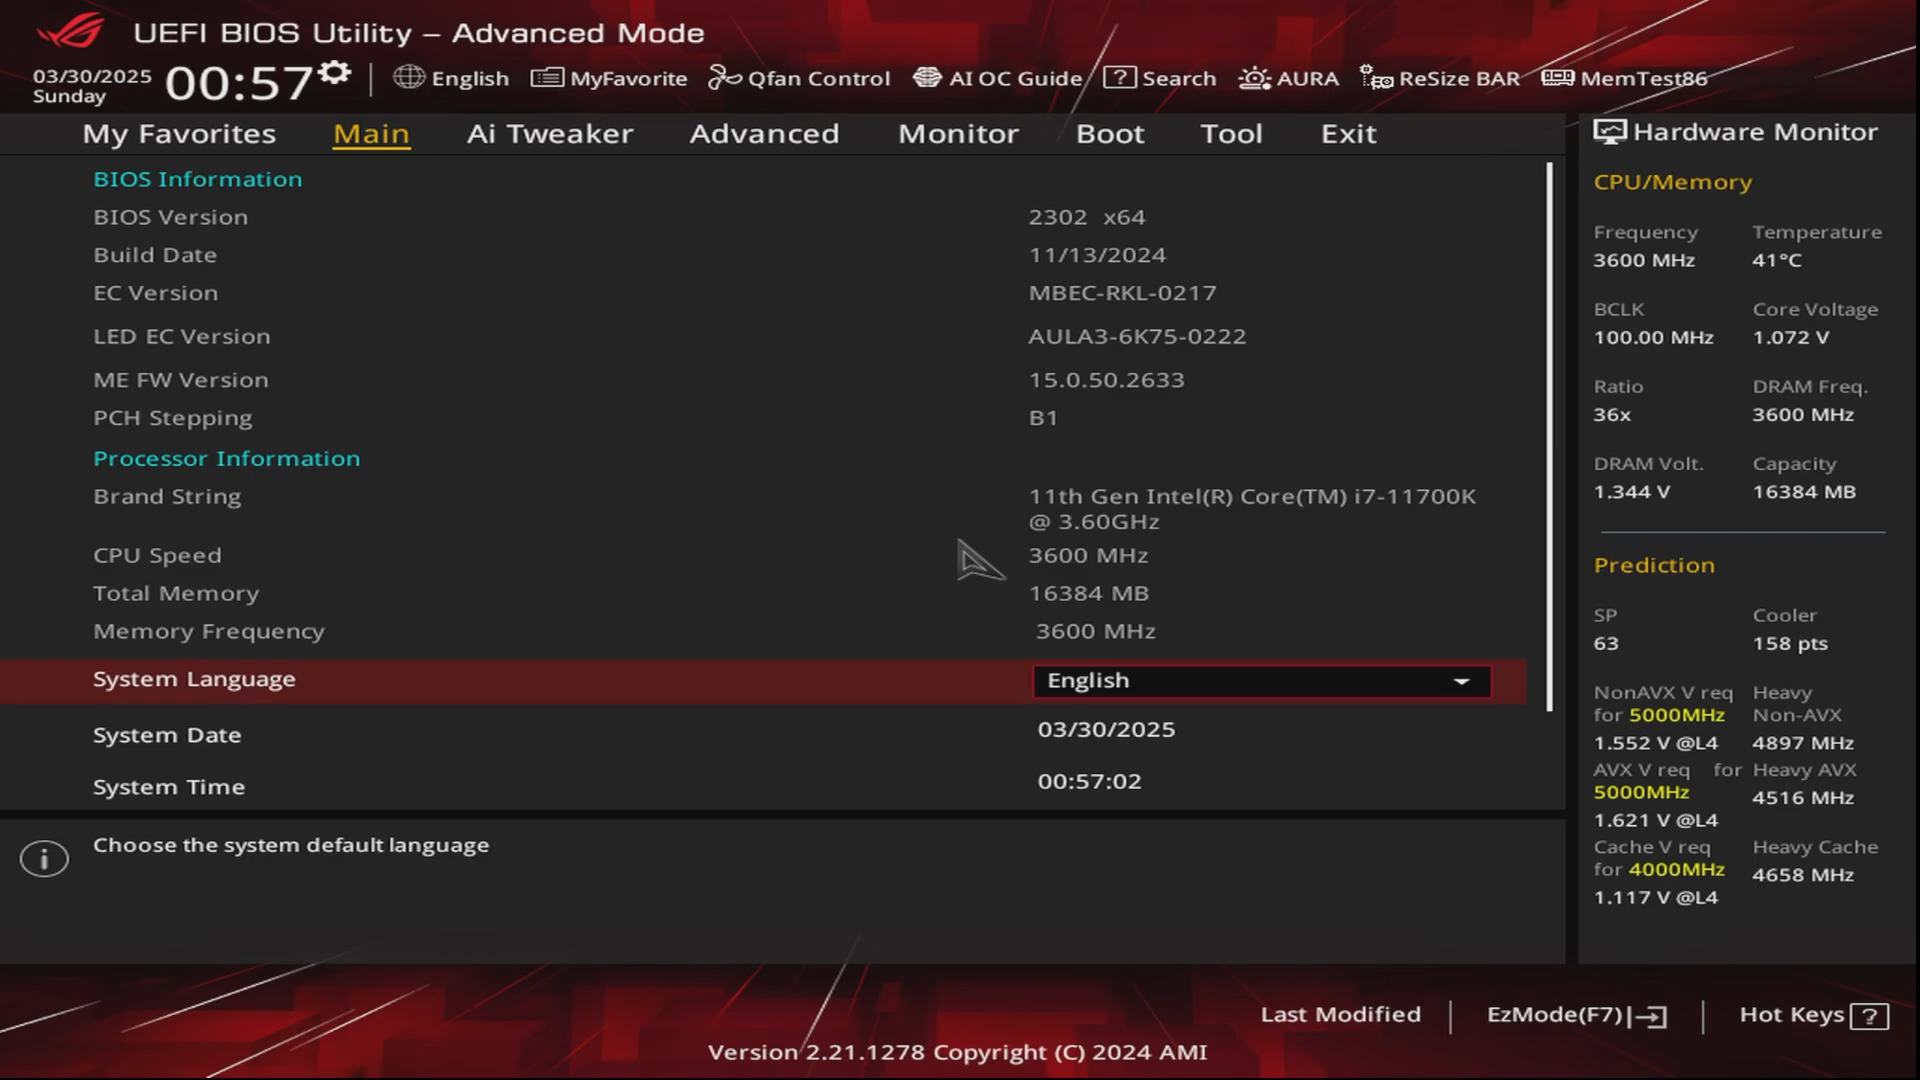 UEFI BIOS Utility – Advanced Mode
03/30/2025
Sunday
00:57
English
MyFavorite
Qfan Control
AI OC Guide
Search
AURA
ReSize BAR
MemTest86
My Favorites
Main
Ai Tweaker
Advanced
Monitor
Boot
Tool
Exit
BIOS Information
BIOS Version 2302 x64
Build Date 11/13/2024
EC Version MBEC-RKL-0217
LED EC Version AULA3-6K75-0222
ME FW Version 15.0.50.2633
PCH Stepping B1
Processor Information
Brand String 11th Gen Intel(R) Core(TM) i7-11700K
@ 3.60GHz
CPU Speed 3600 MHz
Total Memory 16384 MB
Memory Frequency 3600 MHz
System Language English
System Date 03/30/2025
System Time 00:57:02
Choose the system default language
Hardware Monitor
CPU/Memory
Frequency Temperature
3600 MHz 41°C
BCLK Core Voltage
100.00 MHz 1.072 V
Ratio DRAM Freq.
36x 3600 MHz
DRAM Volt. Capacity
1.344 V 16384 MB
Prediction
SP Cooler
63 158 pts
NonAVX V req Heavy
for 5000MHz Non-AVX
1.552 V @L4 4897 MHz
AVX V req for Heavy AVX
5000MHz 4516 MHz
1.621 V @L4
Cache V req Heavy Cache
for 4000MHz 4658 MHz
1.117 V @L4
Last Modified
EzMode(F7)
Hot Keys ?
Version 2.21.1278 Copyright (C) 2024 AMI